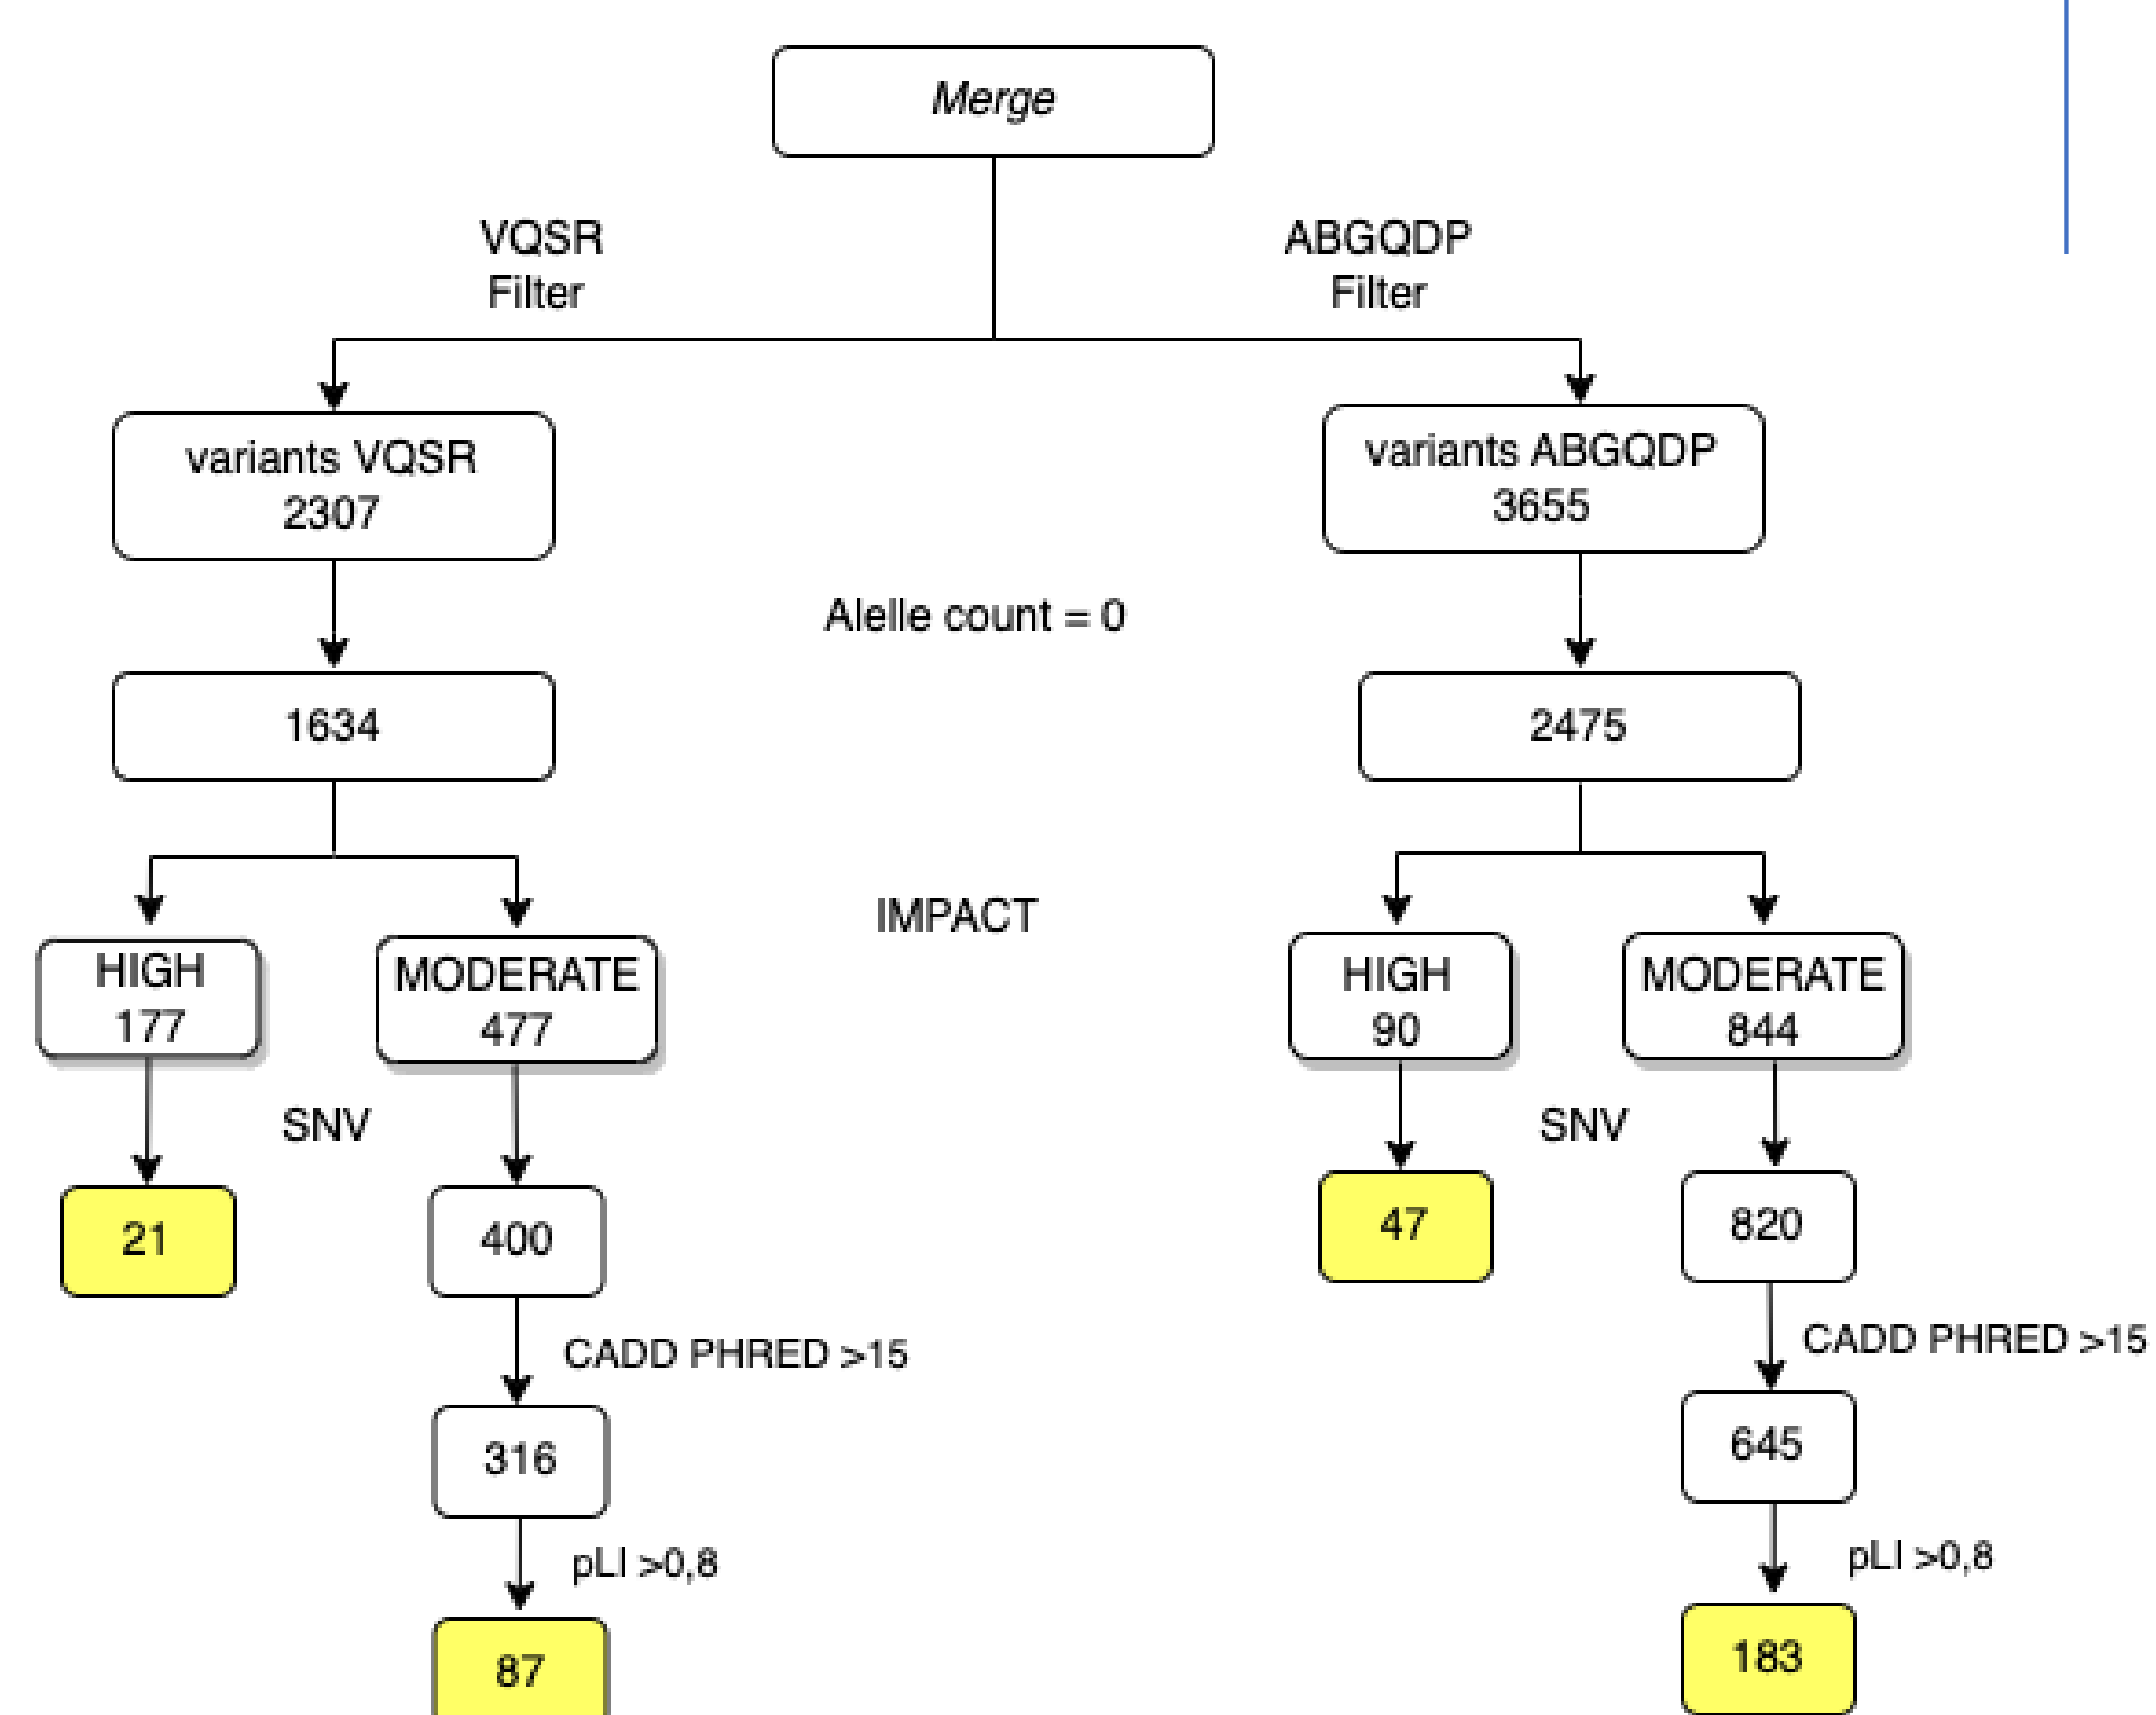 Merge
VQSR
Filter
ABGQDP
Filter
variants VQSR
2307
variants ABGQDP
3655
Alelle count = 0
1634
2475
IMPACT
HIGH
177
MODERATE
477
HIGH
90
MODERATE
844
SNV
SNV
21
400
47
820
CADD PHRED >15
CADD PHRED >15
316
645
pLI >0,8
pLI >0,8
87
183